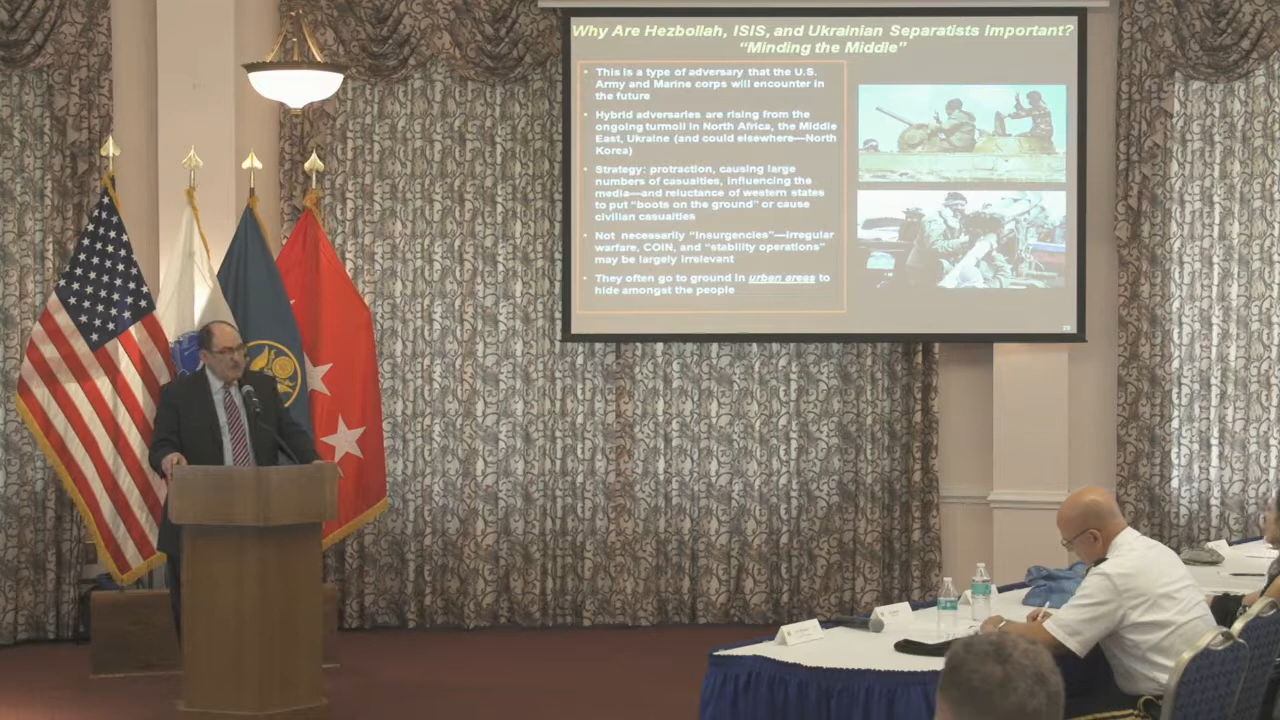 Why Are Hezbollah, ISIS, and Ukrainian Separatists Important?
"Minding the Middle"
• This is a type of adversary that the U.S.
Army and Marine corps will encounter in
the future
• Hybrid adversaries are rising from the
ongoing turmoil in North Africa, the Middle
East, Ukraine (and could elsewhere—North
Korea)
• Strategy: protraction, causing large
numbers of casualties, influencing the
media—and reluctance of western states
to put "boots on the ground" or cause
civilian casualties
• Not necessarily "insurgencies"—irregular
warfare, COIN, and "stability operations"
may be largely irrelevant
• They often go to ground in urban areas to
hide amongst the people